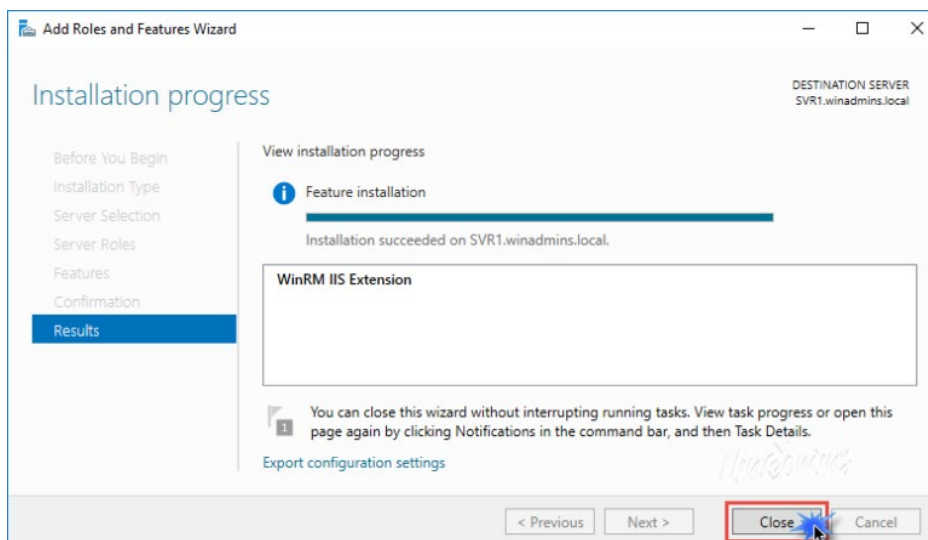 Add Roles and Features Wizard
Installation progress
DESTINATION SERVER
SVR1.winadmins.local
Before You Begin
Installation Type
Server Selection
Server Roles
Features
Confirmation
Results
View installation progress
Feature installation
Installation succeeded on SVR1.winadmins.local.
WinRM IIS Extension
1
You can close this wizard without interrupting running tasks. View task progress or open this
page again by clicking Notifications in the command bar, and then Task Details.
Export configuration settings
< Previous
Next >
Close
Cancel